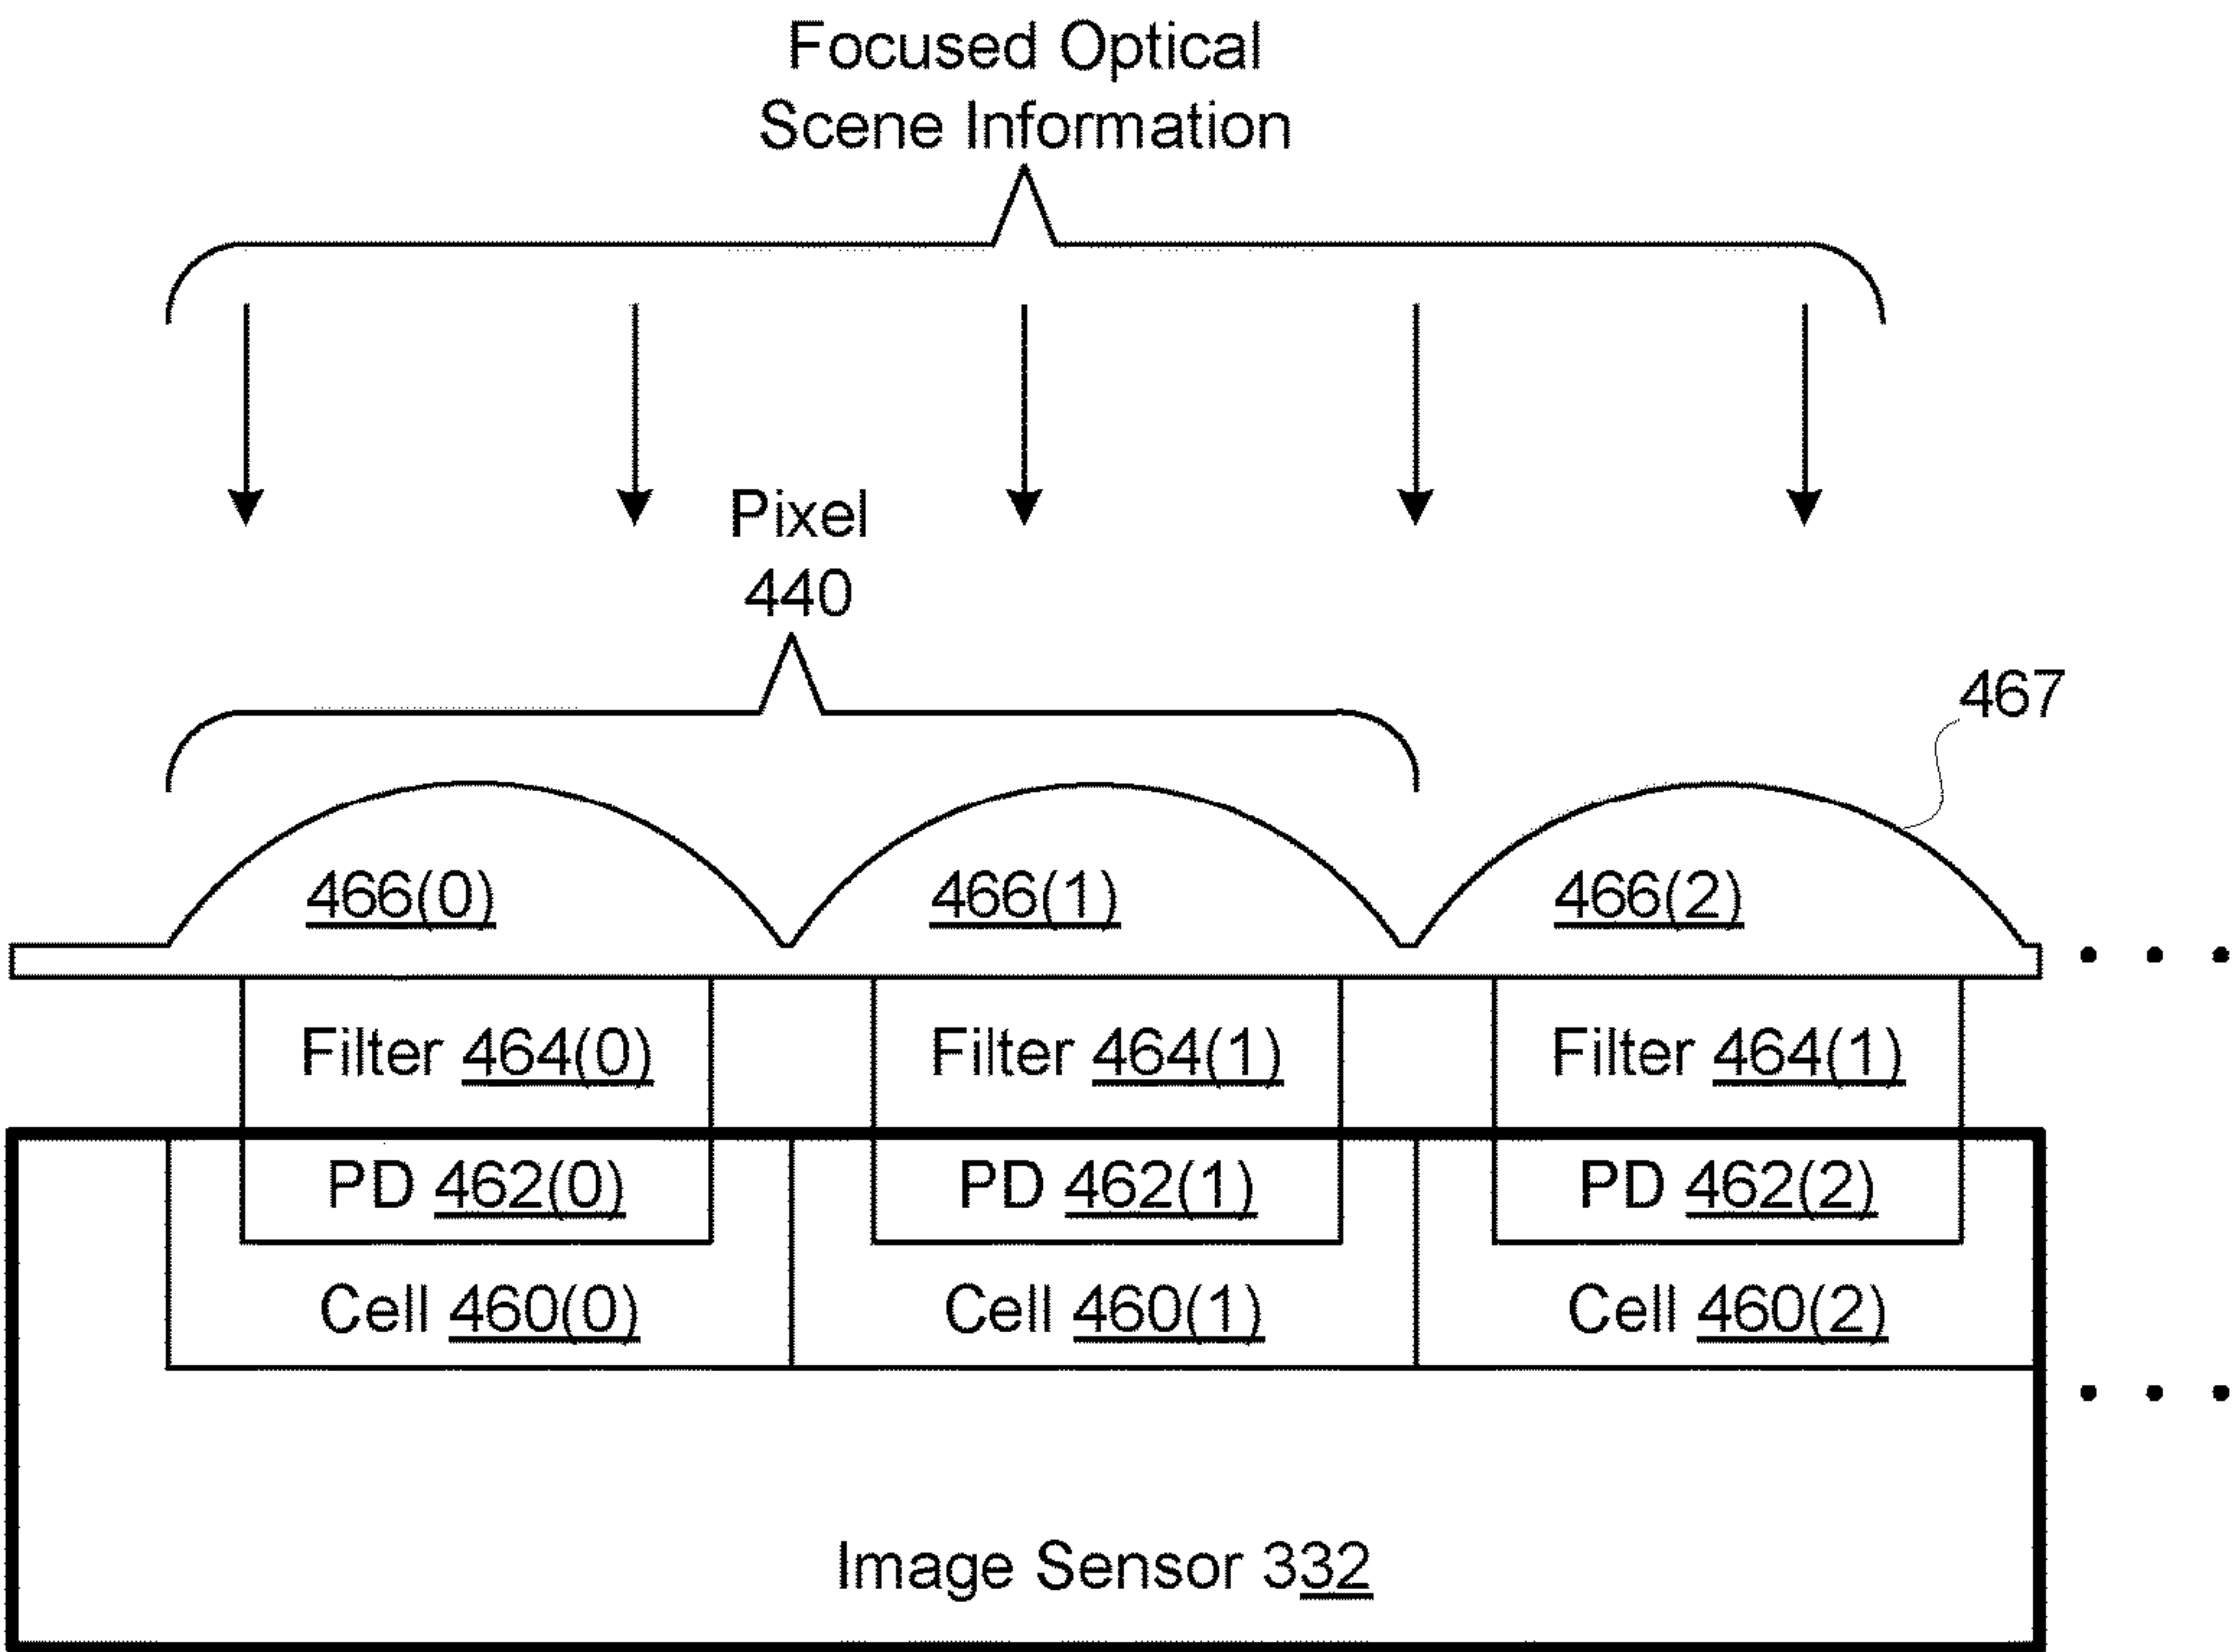 Focused Optical
Scene Information
Pixel
440
467
466(0) 466(1) 466(2)
Filter 464(0) Filter 464(1) Filter 464(1)
PD 462(0) PD 462(1) PD 462(2)
Cell 460(0) Cell 460(1) Cell 460(2)
Image Sensor 332